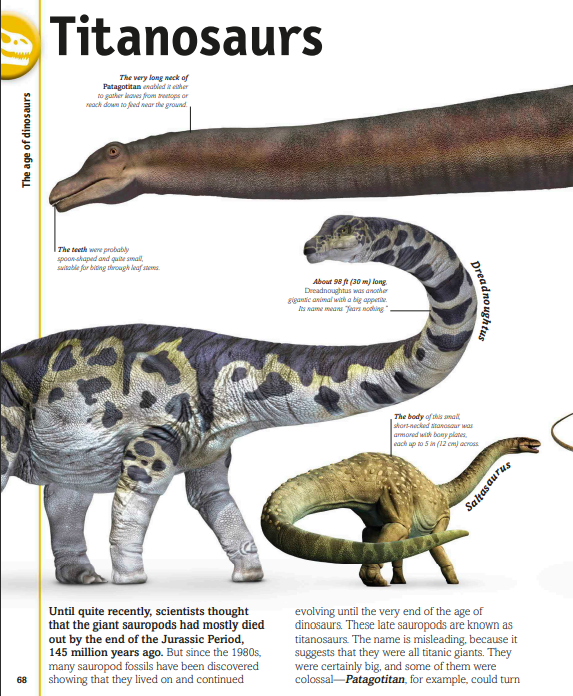 Titanosaurs
The age of dinosaurs
The very long neck of
Patagotitan enabled it either
to gather leaves from treetops or
reach down to feed near the ground.
The teeth were probably
spoon-shaped and quite small,
suitable for biting through leaf stems.
About 98 ft (30 m) long,
Dreadnoughtus was another
gigantic animal with a big appetite.
Its name means "fears nothing."
Dreadnoughtus
The body of this small,
short-necked titanosaur was
armored with bony plates,
each up to 5 in (12 cm) across.
Saltasaurus
Until quite recently, scientists thought
that the giant sauropods had mostly died
out by the end of the Jurassic Period,
145 million years ago. But since the 1980s,
many sauropod fossils have been discovered
showing that they lived on and continued
evolving until the very end of the age of
dinosaurs. These late sauropods are known as
titanosaurs. The name is misleading, because it
suggests that they were all titanic giants. They
were certainly big, and some of them were
colossal—Patagotitan, for example, could turn
68